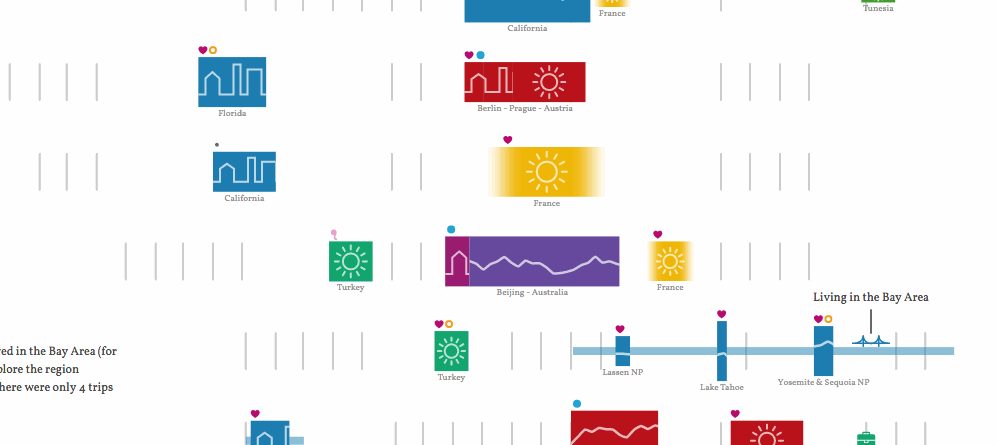 California
France
Tunesia
Florida
Berlin - Prague - Austria
California
France
Turkey
Beijing - Australia
France
Living in the Bay Area
ved in the Bay Area (for
plore the region
here were only 4 trips
Turkey
Lassen NP
Lake Tahoe
Yosemite & Sequoia NP